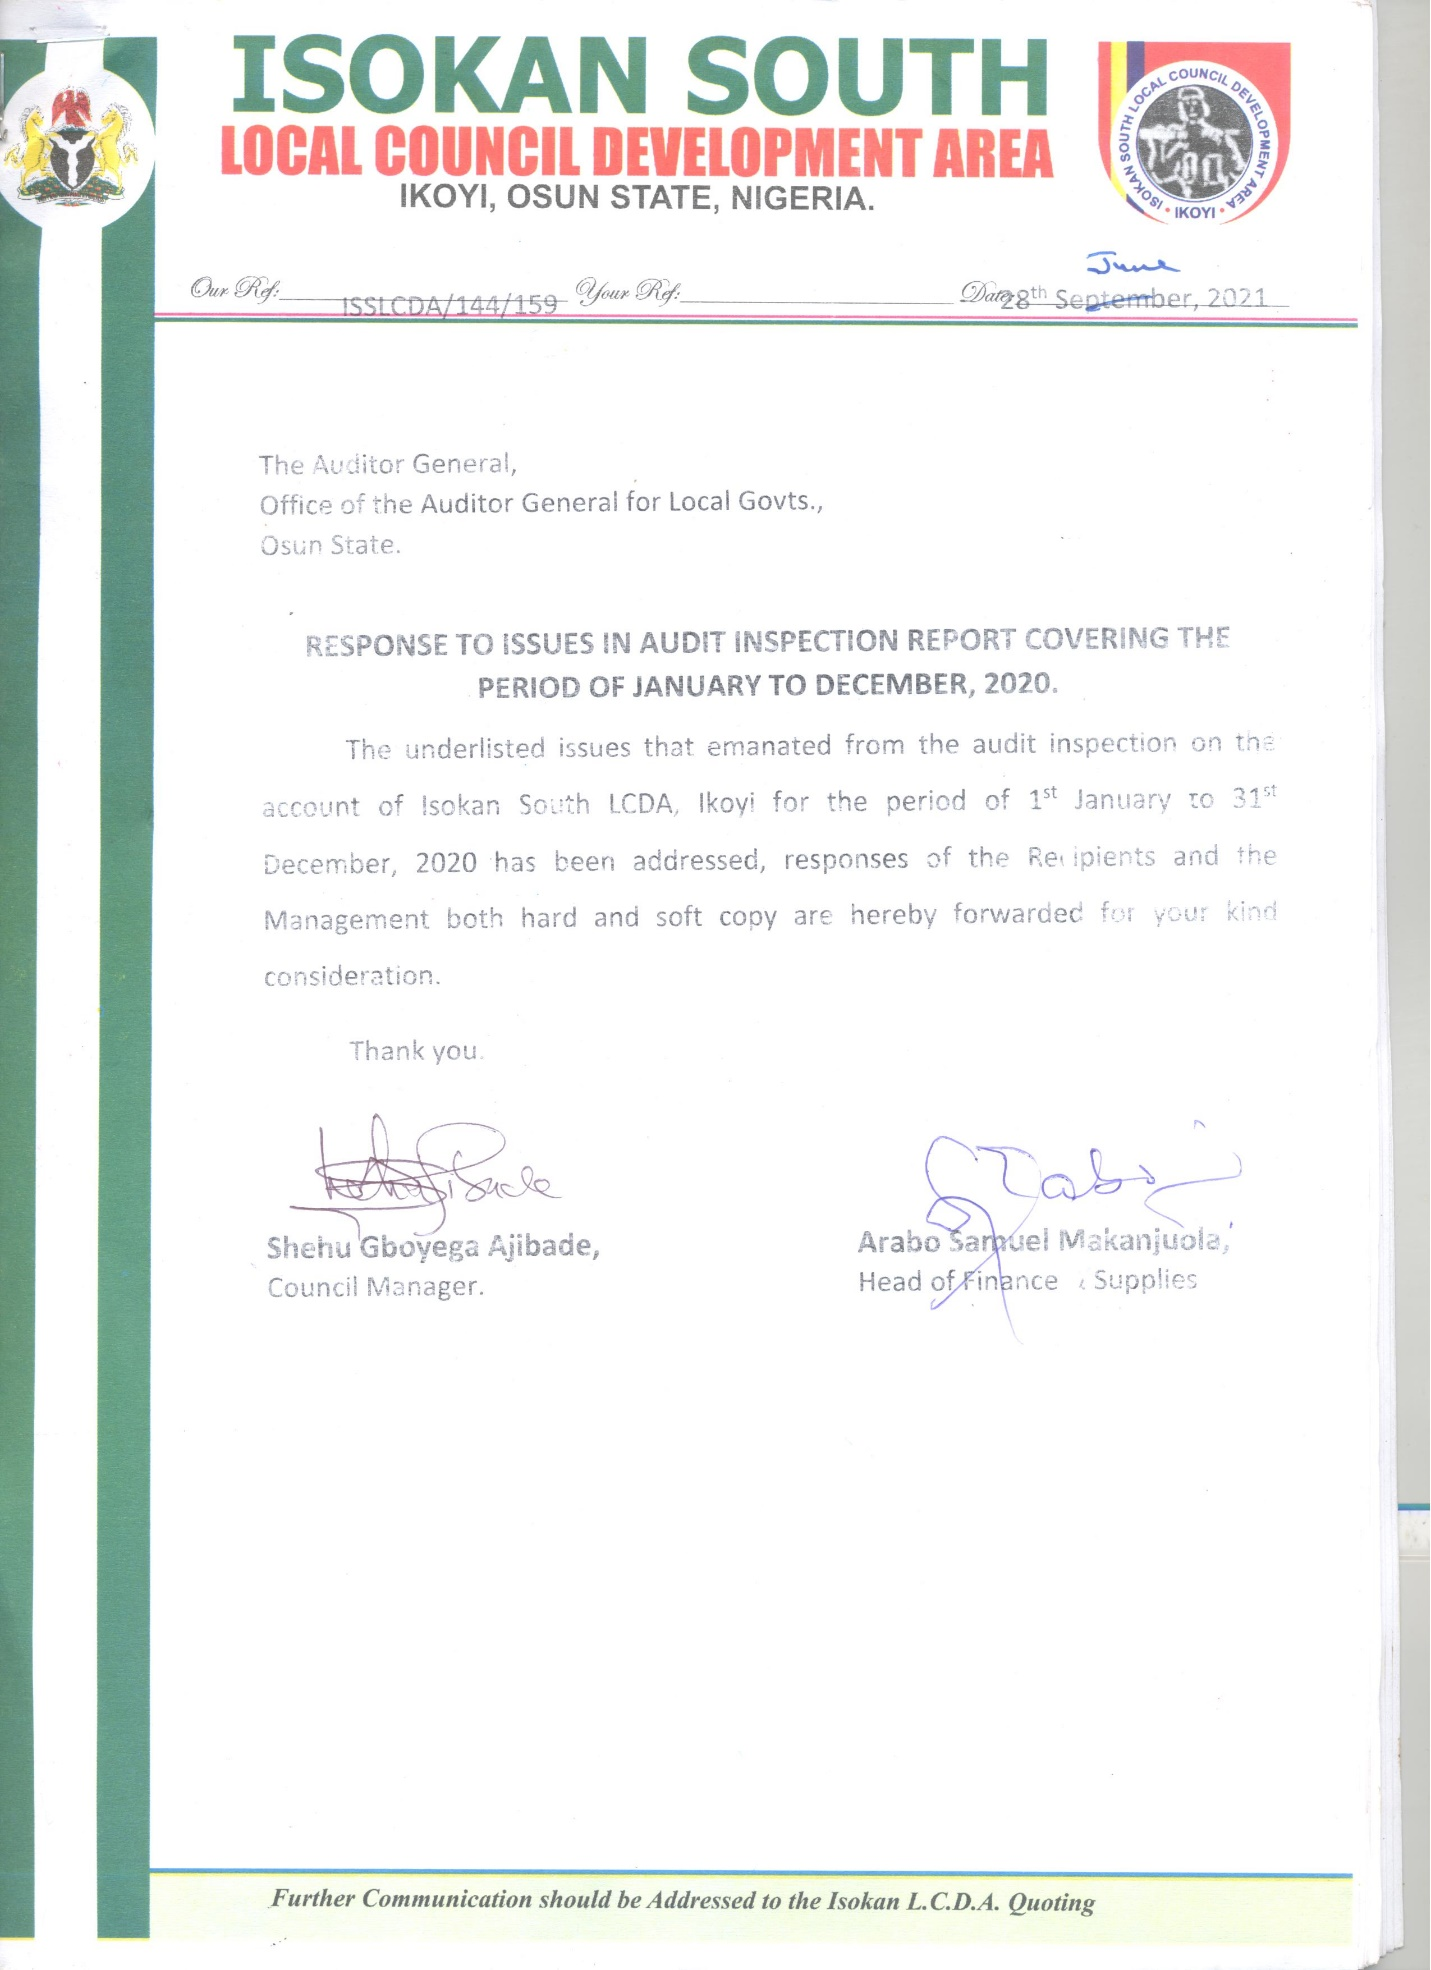 ISOKAN SOUTH
LOCAL COUNCIL DEVELOPMENT AREA
IKOYI, OSUN STATE, NIGERIA.
ISOKAN SOUTH LOCAL COUNCIL DEVELOPMENT AREA • IKOYI •
June
Our Ref: ISSLCDA/144/159 Your Ref: Date: 28th September, 2021
The Auditor General,
Office of the Auditor General for Local Govts.,
Osun State.
RESPONSE TO ISSUES IN AUDIT INSPECTION REPORT COVERING THE
PERIOD OF JANUARY TO DECEMBER, 2020.
The underlisted issues that emanated from the audit inspection on the
account of Isokan South LCDA, Ikoyi for the period of 1st January to 31st
December, 2020 has been addressed, responses of the Recipients and the
Management both hard and soft copy are hereby forwarded for your kind
consideration.
Thank you.
Shehu Gboyega Ajibade,
Council Manager.
Arabo Samuel Makanjuola,
Head of Finance & Supplies
Further Communication should be Addressed to the Isokan L.C.D.A. Quoting